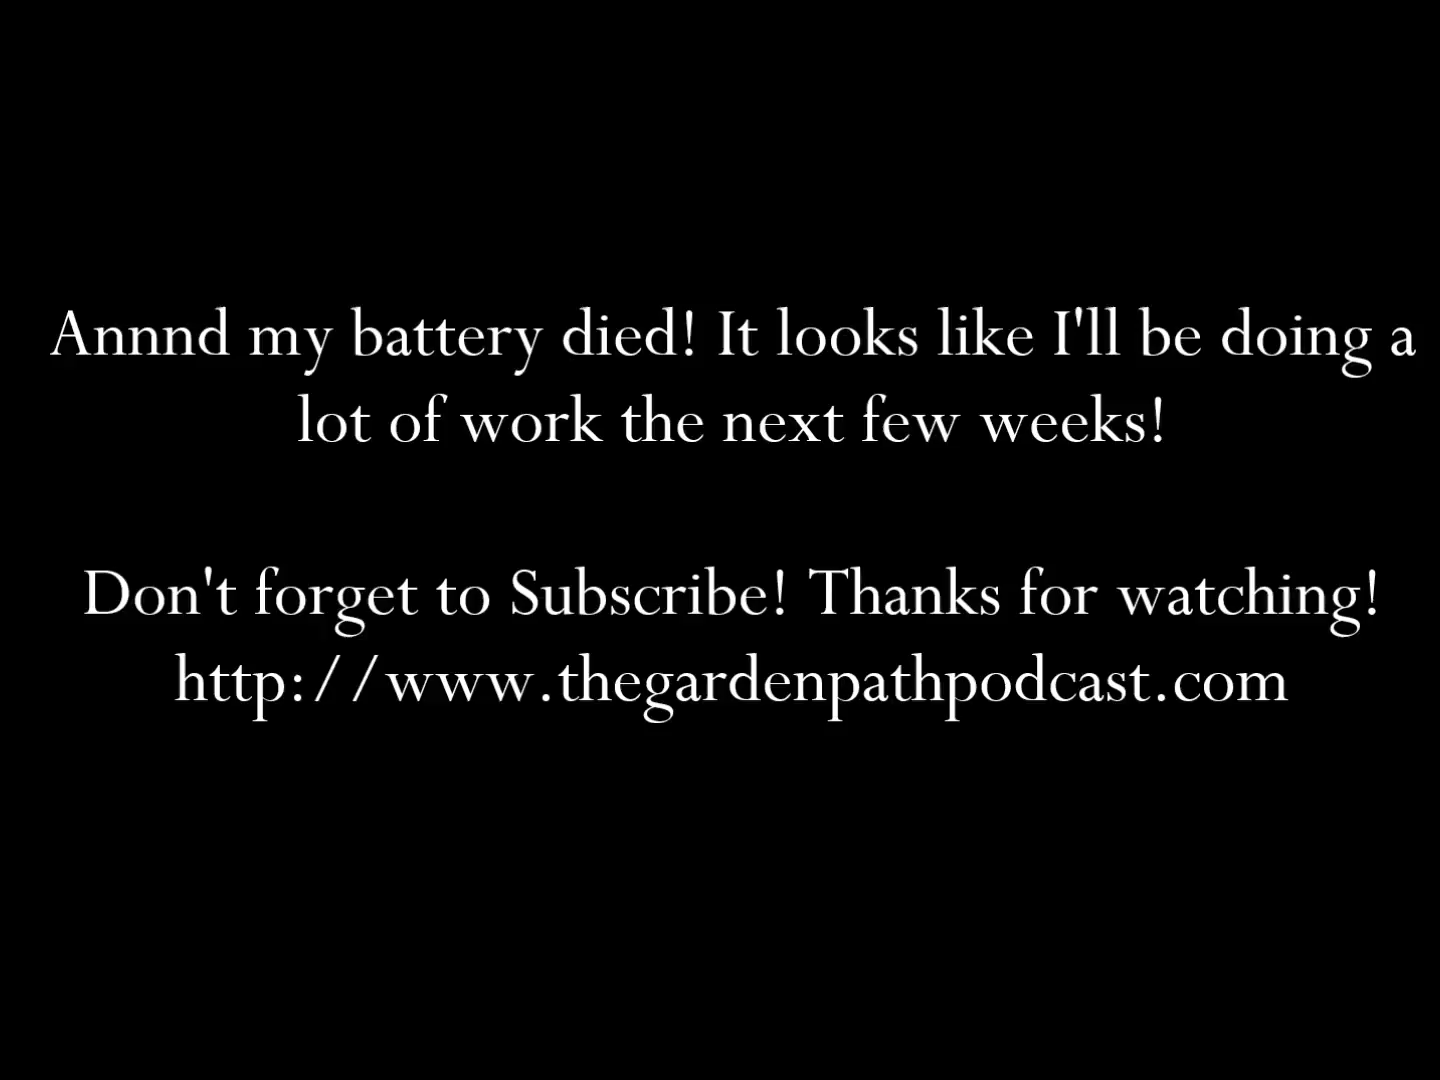 Annnd my battery died! It looks like I'll be doing a
lot of work the next few weeks!
Don't forget to Subscribe! Thanks for watching!
http://www.thegardenpathpodcast.com